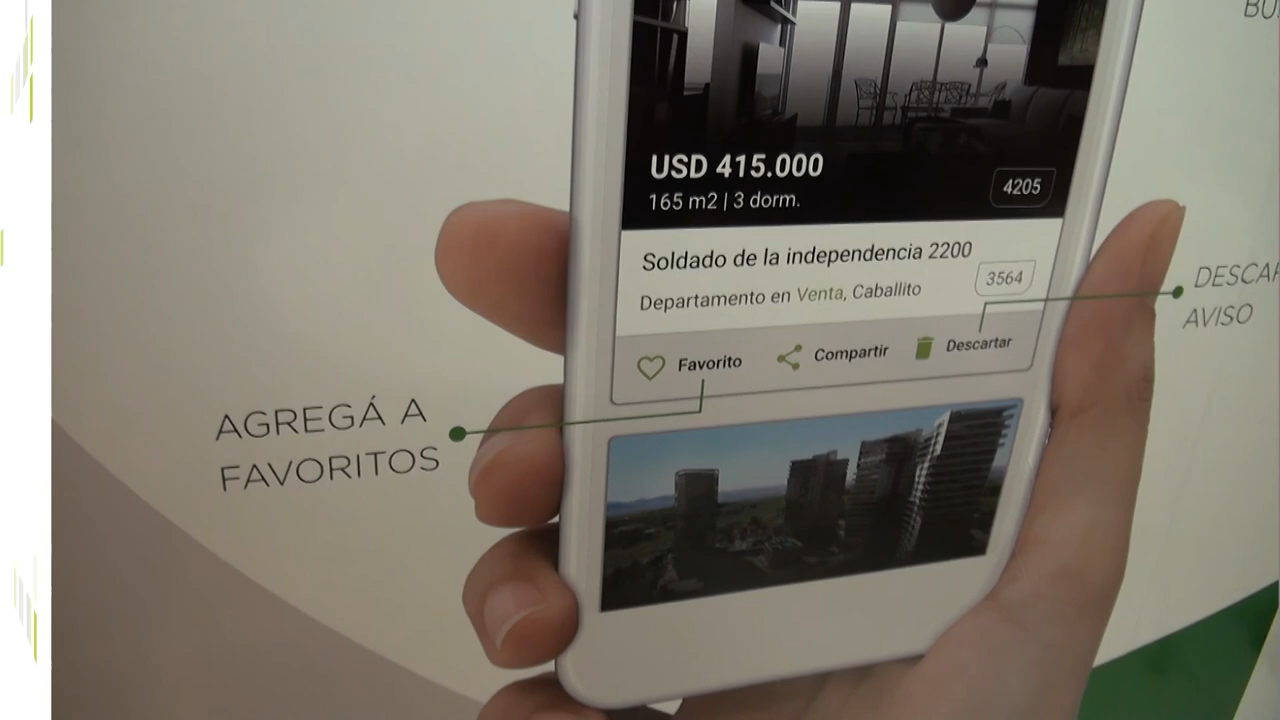 USD 415.000
165 m2 | 3 dorm.
4205
Soldado de la independencia 2200
Departamento en Venta, Caballito
3564
Favorito
Compartir
Descartar
AGREGÁ A
FAVORITOS
AVISO